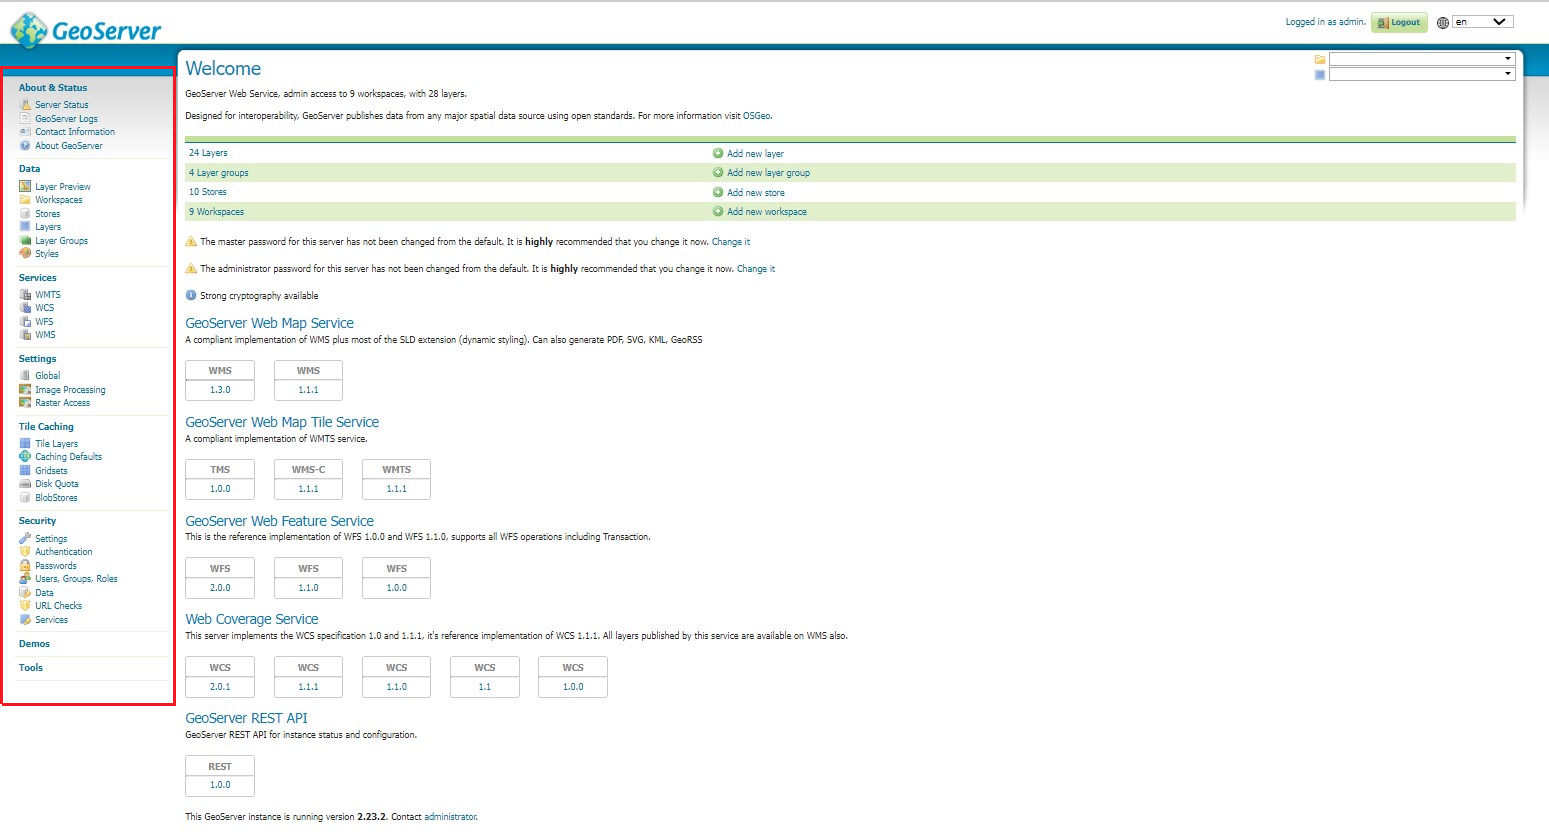 GeoServer
Logged in as admin.
Logout
en
About & Status
Server Status
GeoServer Logs
Contact Information
About GeoServer
Data
Layer Preview
Workspaces
Stores
Layers
Layer Groups
Styles
Services
WMTS
WCS
WFS
WMS
Settings
Global
Image Processing
Raster Access
Tile Caching
Tile Layers
Caching Defaults
Gridsets
Disk Quota
BlobStores
Security
Settings
Authentication
Passwords
Users, Groups, Roles
Data
URL Checks
Services
Demos
Tools
Welcome
GeoServer Web Service, admin access to 9 workspaces, with 28 layers.
Designed for interoperability, GeoServer publishes data from any major spatial data source using open standards. For more information visit OSGeo.
24 Layers Add new layer
4 Layer groups Add new layer group
10 Stores Add new store
9 Workspaces Add new workspace
The master password for this server has not been changed from the default. It is highly recommended that you change it now. Change it
The administrator password for this server has not been changed from the default. It is highly recommended that you change it now. Change it
Strong cryptography available
GeoServer Web Map Service
A compliant implementation of WMS plus most of the SLD extension (dynamic styling). Can also generate PDF, SVG, KML, GeoRSS
WMS WMS
1.3.0 1.1.1
GeoServer Web Map Tile Service
A compliant implementation of WMTS service.
TMS WMS-C WMTS
1.0.0 1.1.1 1.1.1
GeoServer Web Feature Service
This is the reference implementation of WFS 1.0.0 and WFS 1.1.0, supports all WFS operations including Transaction.
WFS WFS WFS
2.0.0 1.1.0 1.0.0
Web Coverage Service
This server implements the WCS specification 1.0 and 1.1.1, it's reference implementation of WCS 1.1.1. All layers published by this service are available on WMS also.
WCS WCS WCS WCS WCS
2.0.1 1.1.1 1.1.0 1.1 1.0.0
GeoServer REST API
GeoServer REST API for instance status and configuration.
REST
1.0.0
This GeoServer instance is running version 2.23.2. Contact administrator.